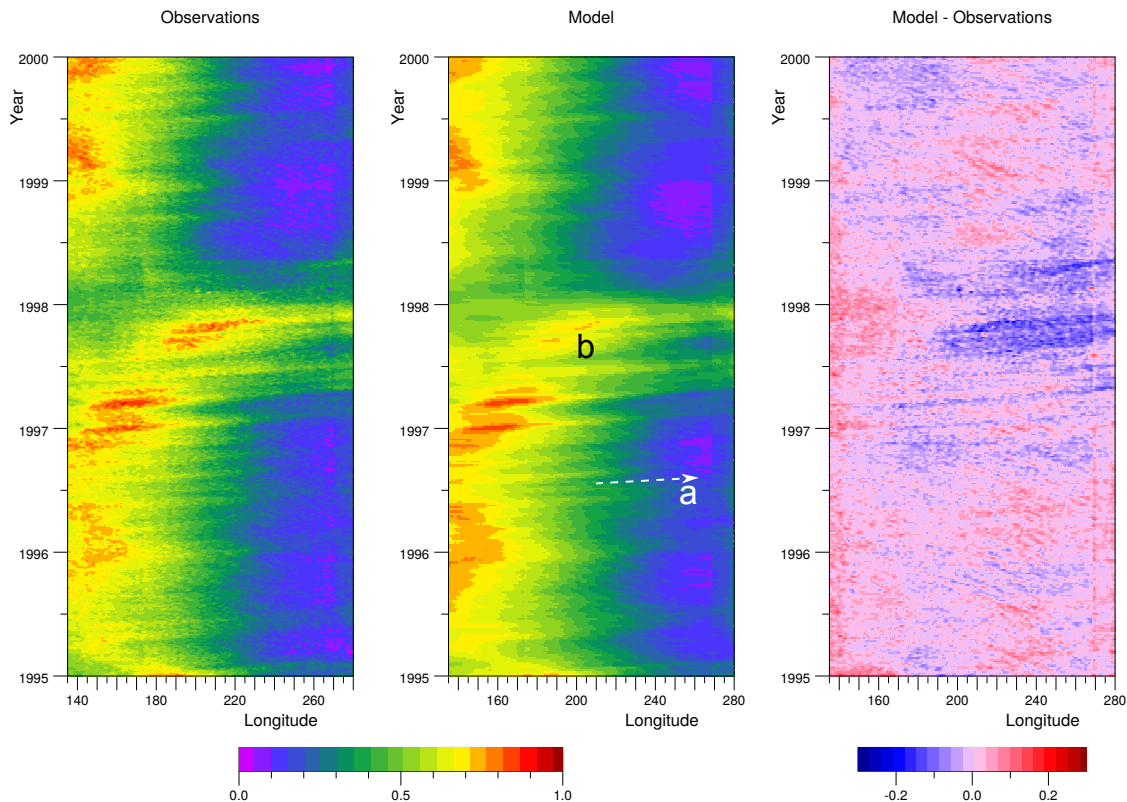 Observations Model Model - Observations
2000 2000 2000
Year Year Year
1999 1999 1999
1998 1998 1998
b
1997 1997 1997
a
1996 1996 1996
1995 1995 1995
140 180 220 160 200 240 280 160 200 240 280
Longitude Longitude Longitude
0.0 0.5 1.0 -0.2 0.0 0.2